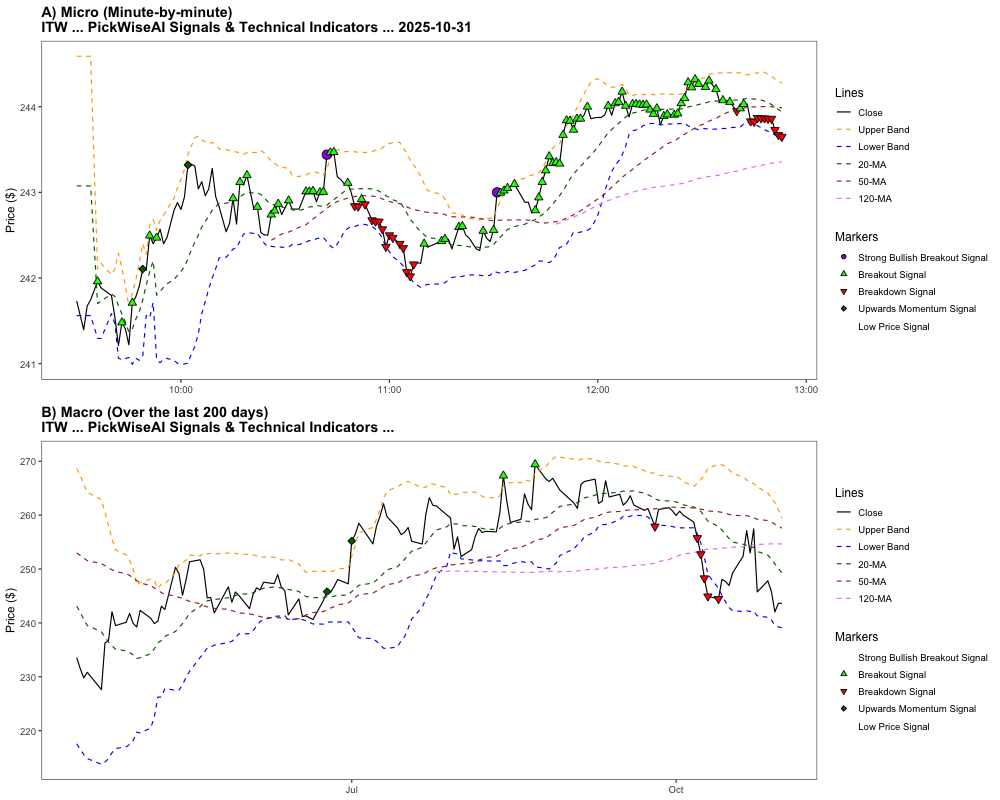 A) Micro (Minute-by-minute)
ITW ... PickWiseAI Signals & Technical Indicators ... 2025-10-31
Price ($)
244
243
242
241
10:00
11:00
12:00
13:00
Lines
Close
Upper Band
Lower Band
20-MA
50-MA
120-MA
Markers
Strong Bullish Breakout Signal
Breakout Signal
Breakdown Signal
Upwards Momentum Signal
Low Price Signal
B) Macro (Over the last 200 days)
ITW ... PickWiseAI Signals & Technical Indicators ...
Price ($)
270
260
250
240
230
220
Jul
Oct
Lines
Close
Upper Band
Lower Band
20-MA
50-MA
120-MA
Markers
Strong Bullish Breakout Signal
Breakout Signal
Breakdown Signal
Upwards Momentum Signal
Low Price Signal